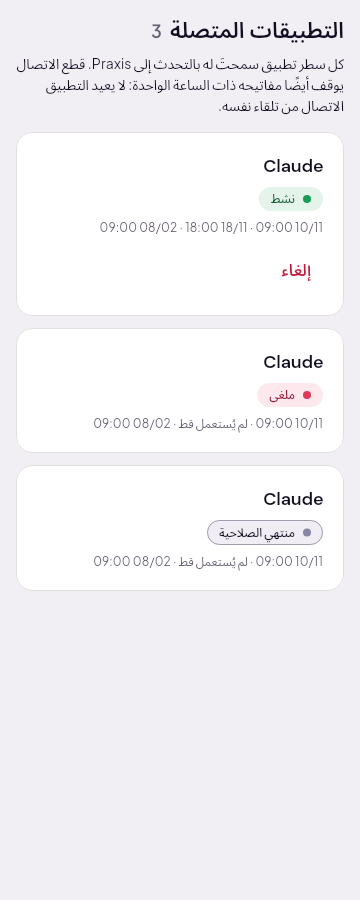 التطبيقات المتصلة 3
كل سطر تطبيق سمحتَ له بالتحدث إلى Praxis. قطع الاتصال
يوقف أيضًا مفاتيحه ذات الساعة الواحدة: لا يعيد التطبيق
الاتصال من تلقاء نفسه.
Claude
نشط
10/11 09:00 · 18/11 18:00 · 08/02 09:00
إلغاء
Claude
ملغى
10/11 09:00 · لم يُستعمل قط · 08/02 09:00
Claude
منتهي الصلاحية
10/11 09:00 · لم يُستعمل قط · 08/02 09:00